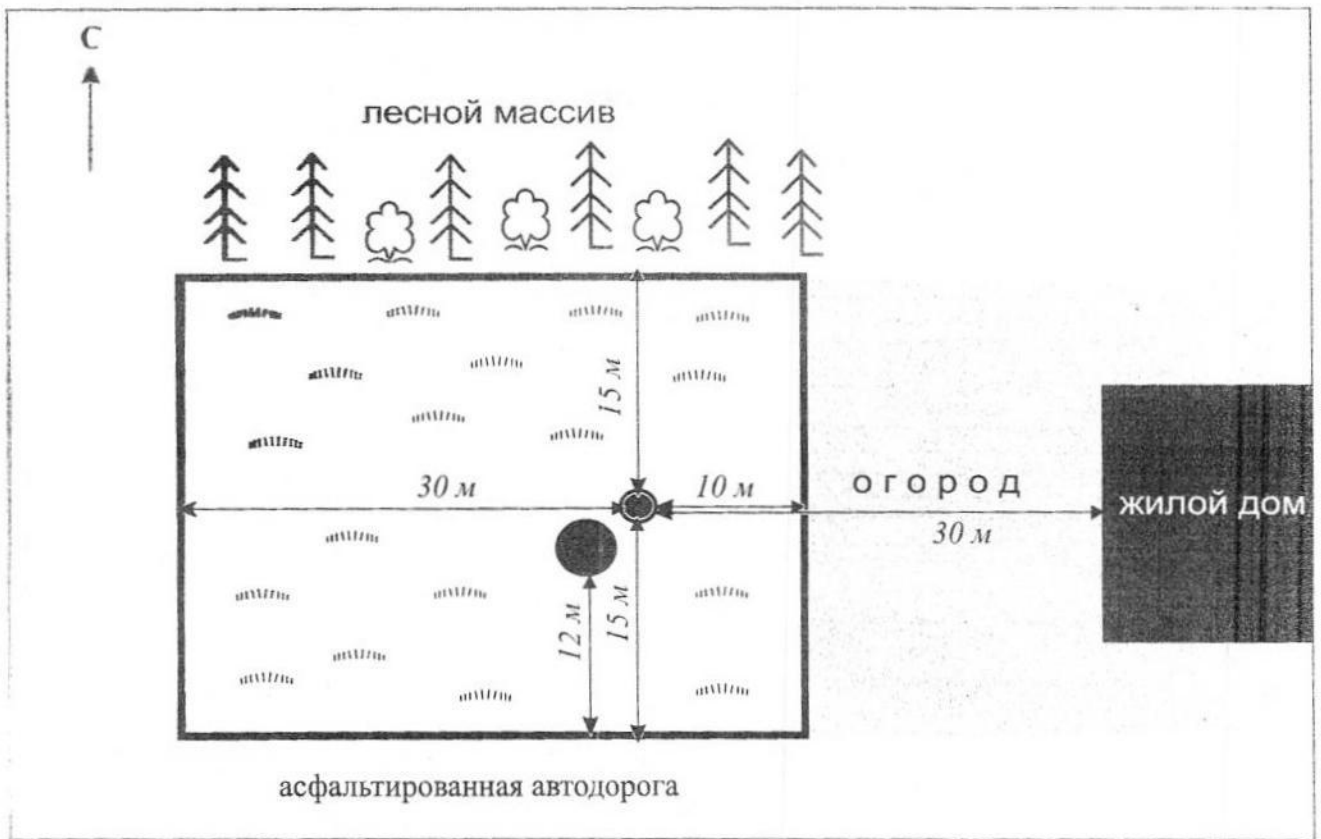 С
лесной массив
15 м
30 м
10 м
огород
30 м
жилой дом
12 м
15 м
асфальтированная автодорога